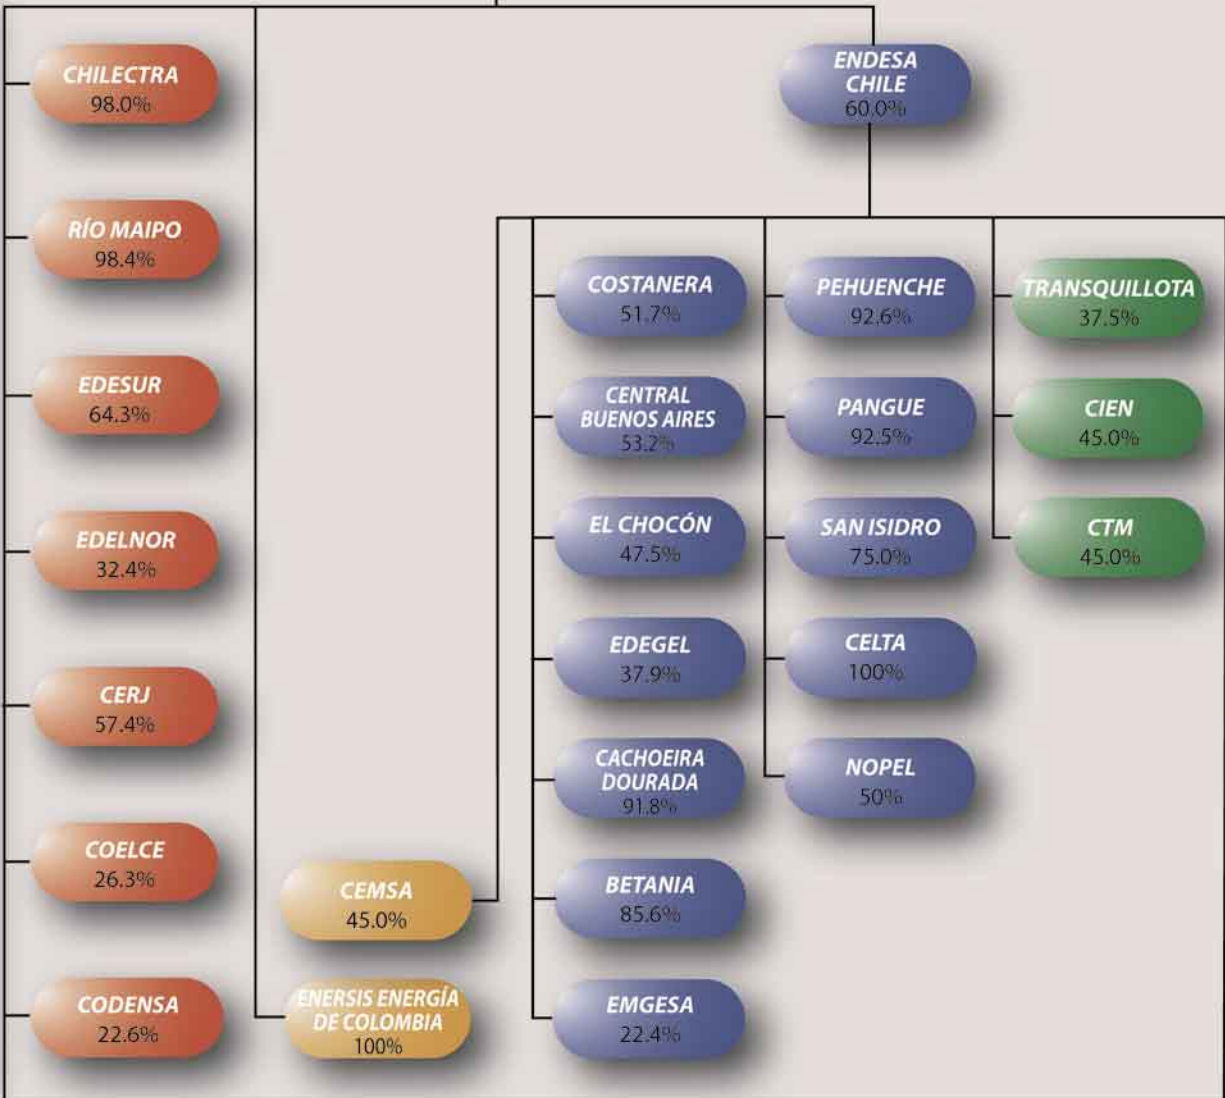 CHILECTRA
98.0%
RÍO MAIPO
98.4%
EDESUR
64.3%
EDELNOR
32.4%
CERJ
57.4%
COELCE
26.3%
CODENSA
22.6%
CEMSA
45.0%
ENERSIS ENERGÍA
DE COLOMBIA
100%
ENDESA
CHILE
60.0%
COSTANERA
51.7%
CENTRAL
BUENOS AIRES
53.2%
EL CHOCÓN
47.5%
EDEGEL
37.9%
CACHOEIRA
DOURADA
91.8%
BETANIA
85.6%
EMGESA
22.4%
PEHUENCHE
92.6%
PANGUE
92.5%
SAN ISIDRO
75.0%
CELTA
100%
NOPEL
50%
TRANSQUILLOTA
37.5%
CIEN
45.0%
CTM
45.0%